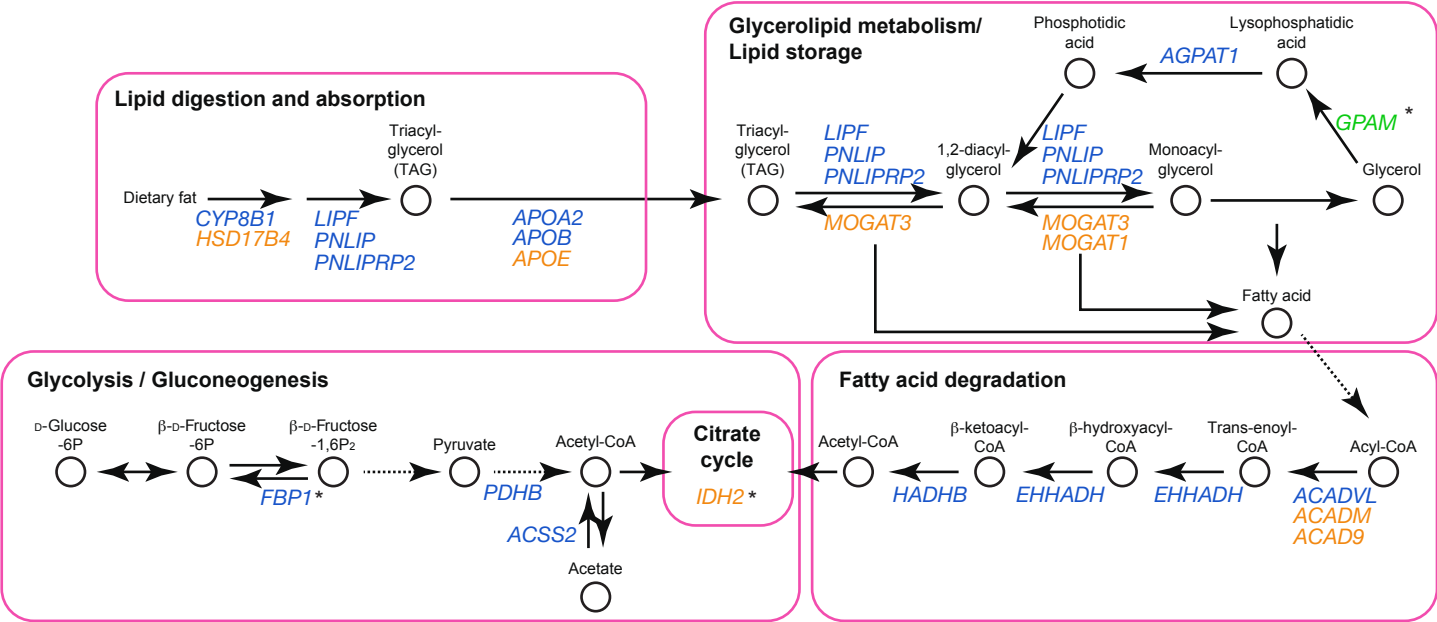 Lipid digestion and absorption
Dietary fat
CYP8B1
HSD17B4
LIPF
PNLIP
PNLIPRP2
Triacyl-
glycerol
(TAG)
APOA2
APOB
APOE
Glycerolipid metabolism/
Lipid storage
Phosphotidic
acid
AGPAT1
Lysophosphatidic
acid
GPAM *
Triacyl-
glycerol
(TAG)
LIPF
PNLIP
PNLIPRP2
MOGAT3
1,2-diacyl-
glycerol
LIPF
PNLIP
PNLIPRP2
MOGAT3
MOGAT1
Monoacyl-
glycerol
Glycerol
Fatty acid
Glycolysis / Gluconeogenesis
D-Glucose
-6P
β-D-Fructose
-6P
β-D-Fructose
-1,6P2
FBP1*
Pyruvate
PDHB
Acetyl-CoA
ACSS2
Acetate
Citrate
cycle
IDH2*
Fatty acid degradation
Acetyl-CoA
HADHB
β-ketoacyl-
CoA
EHHADH
β-hydroxyacyl-
CoA
EHHADH
Trans-enoyl-
CoA
Acyl-CoA
ACADVL
ACADM
ACAD9